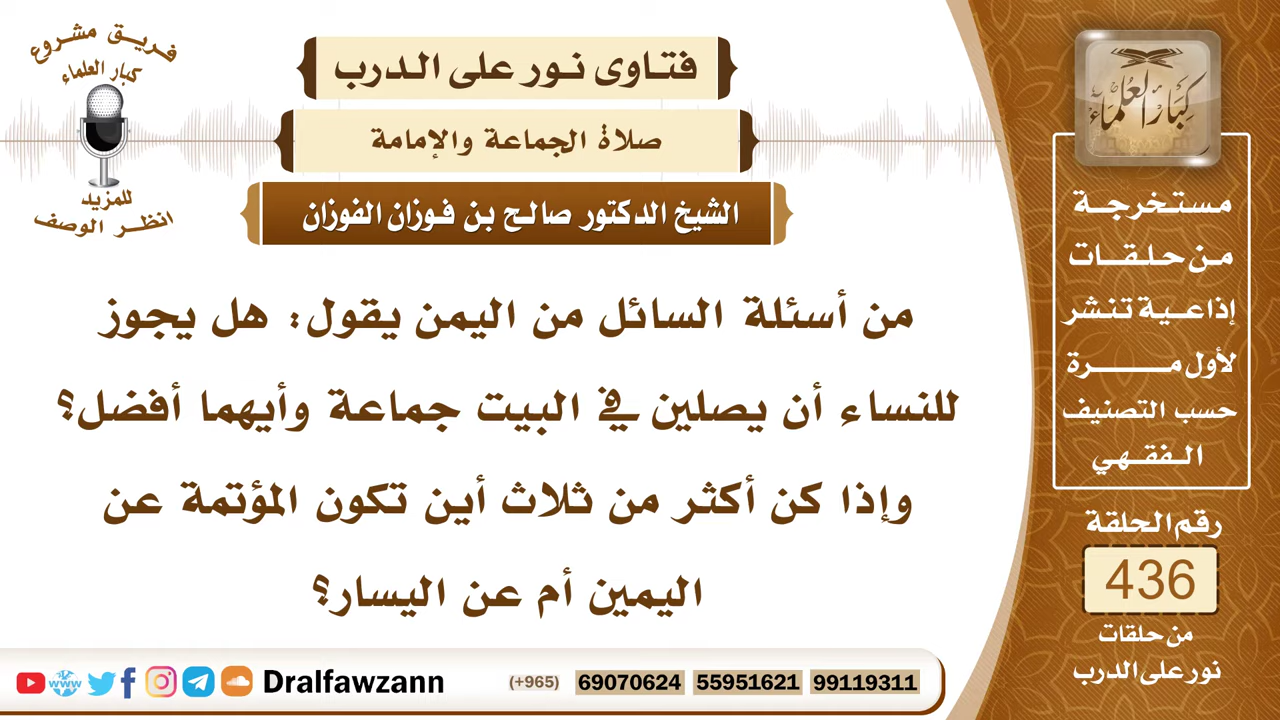 فريق مشروع
كبار العلماء
للمزيد
انظر الوصف
فتاوى نور على الدرب
صلاة الجماعة والإمامة
الشيخ الدكتور صالح بن فوزان الفوزان
من أسئلة السائل من اليمن يقول: هل يجوز
للنساء أن يصلين في البيت جماعة وأيهما أفضل؟
وإذا كن أكثر من ثلاث أين تكون المؤتمة عن
اليمين أم عن اليسار؟
كبار العلماء
مستخرجة
من حلقات
إذاعية تنشر
لأول مرة
حسب التصنيف
الفقهي
رقم الحلقة
436
من حلقات
نور على الدرب
www Dralfawzann (+965) 69070624 55951621 99119311